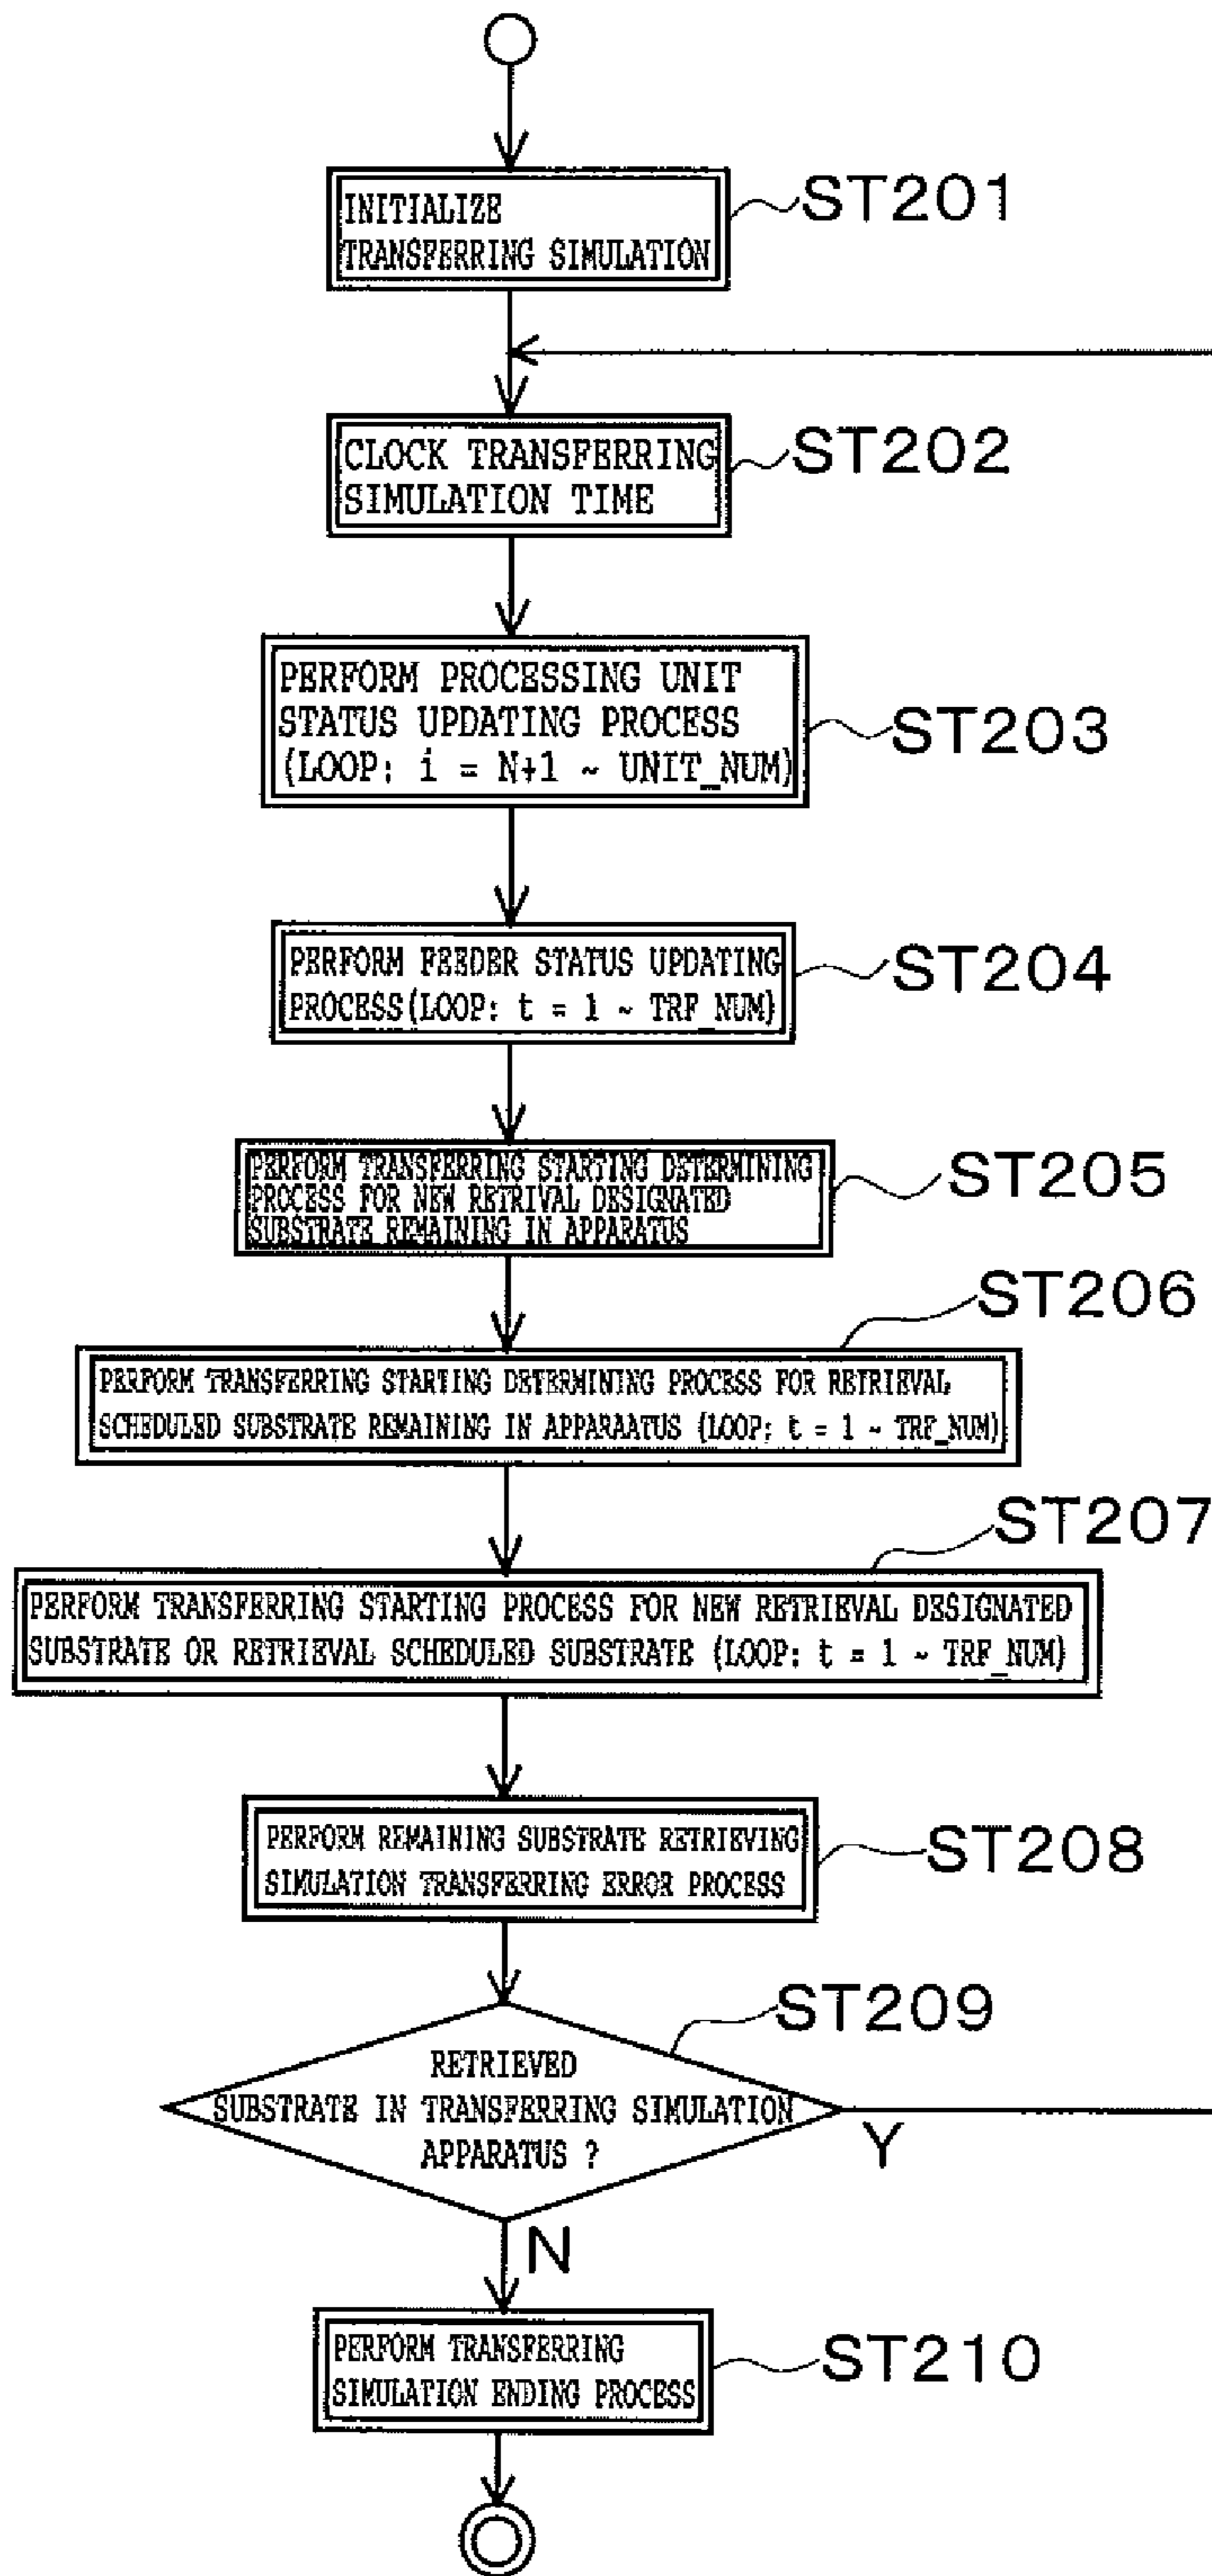 INITIALIZE
TRANSFERRING SIMULATION
ST201
CLOCK TRANSFERRING
SIMULATION TIME
ST202
PERFORM PROCESSING UNIT
STATUS UPDATING PROCESS
(LOOP: i = N+1 ~ UNIT_NUM)
ST203
PERFORM FEEDER STATUS UPDATING
PROCESS(LOOP: t = 1 ~ TRF_NUM)
ST204
PERFORM TRANSFERRING STARTING DETERMINING
PROCESS FOR NEW RETRIVAL DESIGNATED
SUBSTRATE REMAINING IN APPARATUS
ST205
ST206
PERFORM TRANSFERRING STARTING DETERMINING PROCESS FOR RETRIEVAL
SCHEDULED SUBSTRATE REMAINING IN APPARAATUS (LOOP: t = 1 ~ TRF_NUM)
ST207
PERFORM TRANSFERRING STARTING PROCESS FOR NEW RETRIEVAL DESIGNATED
SUBSTRATE OR RETRIEVAL SCHEDULED SUBSTRATE (LOOP: t = 1 ~ TRF_NUM)
PERFORM REMAINING SUBSTRATE RETRIEVING
SIMULATION TRANSFERRING ERROR PROCESS
ST208
ST209
RETRIEVED
SUBSTRATE IN TRANSFERRING SIMULATION
APPARATUS ?
Y
N
PERFORM TRANSFERRING
SIMULATION ENDING PROCESS
ST210